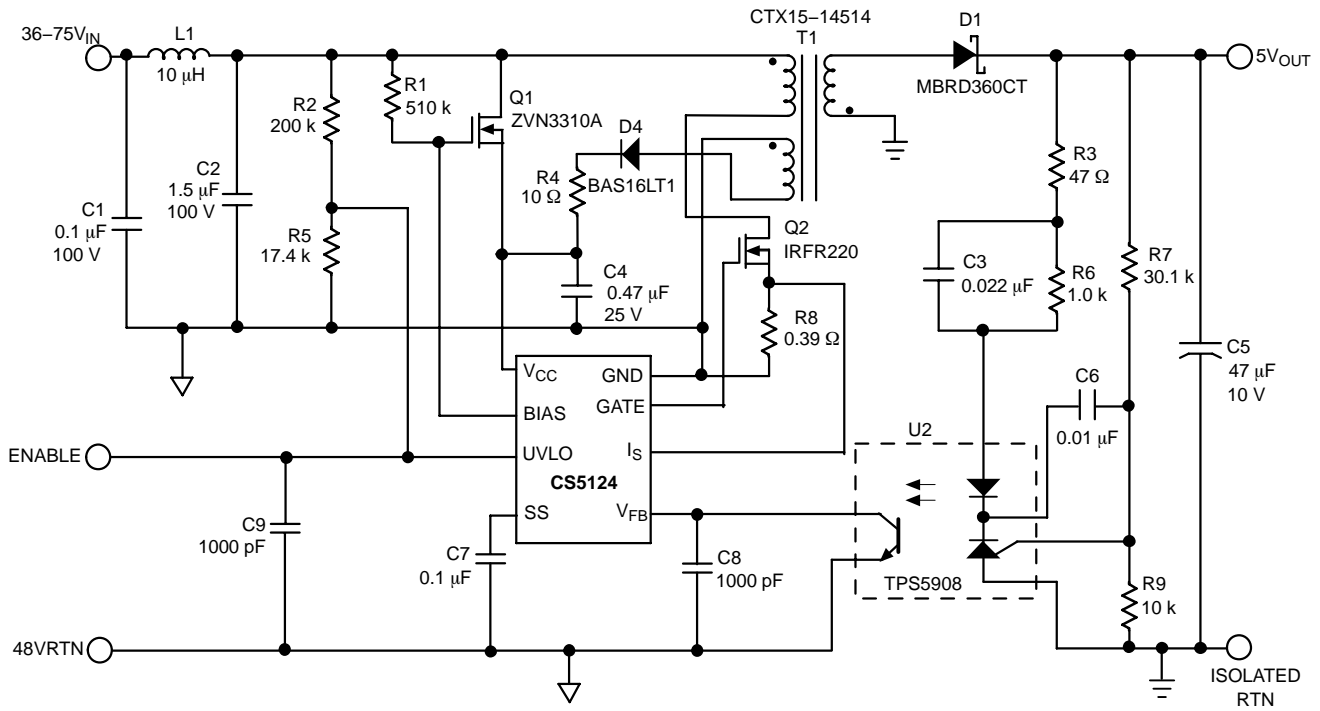 CTX15–14514
T1
D1
MBRD360CT
36–75VIN
L1
10 μH
5VOUT
R1
510 k
Q1
ZVN3310A
R2
200 k
D4
BAS16LT1
R4
10 Ω
R3
47 Ω
C2
1.5 μF
100 V
C1
0.1 μF
100 V
R5
17.4 k
Q2
IRFR220
C4
0.47 μF
25 V
R8
0.39 Ω
C3
0.022 μF
R6
1.0 k
R7
30.1 k
C5
47 μF
10 V
VCC
GND
BIAS
GATE
UVLO
IS
CS5124
SS
VFB
ENABLE
C6
0.01 μF
U2
TPS5908
C9
1000 pF
C7
0.1 μF
C8
1000 pF
R9
10 k
48VRTN
ISOLATED
RTN